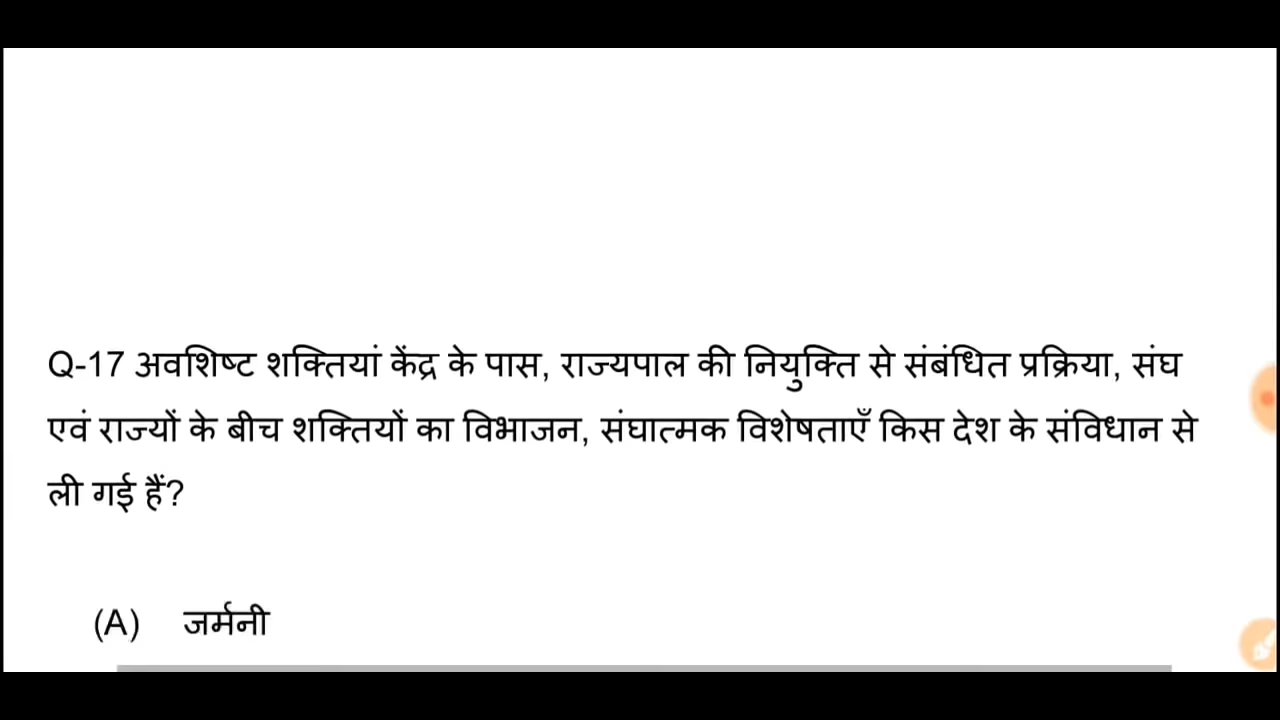 Q-17 अवशिष्ट शक्तियां केंद्र के पास, राज्यपाल की नियुक्ति से संबंधित प्रक्रिया, संघ
एवं राज्यों के बीच शक्तियों का विभाजन, संघात्मक विशेषताएँ किस देश के संविधान से
ली गई हैं?
(A) जर्मनी